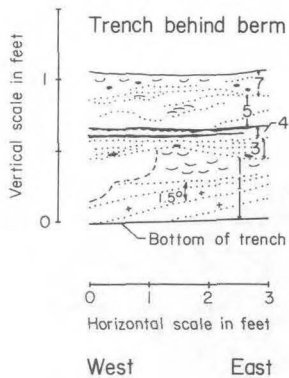 Trench behind berm
Vertical scale in feet
1
0
7
5
4
3
1
15°
Bottom of trench
0 1 2 3
Horizontal scale in feet
West East